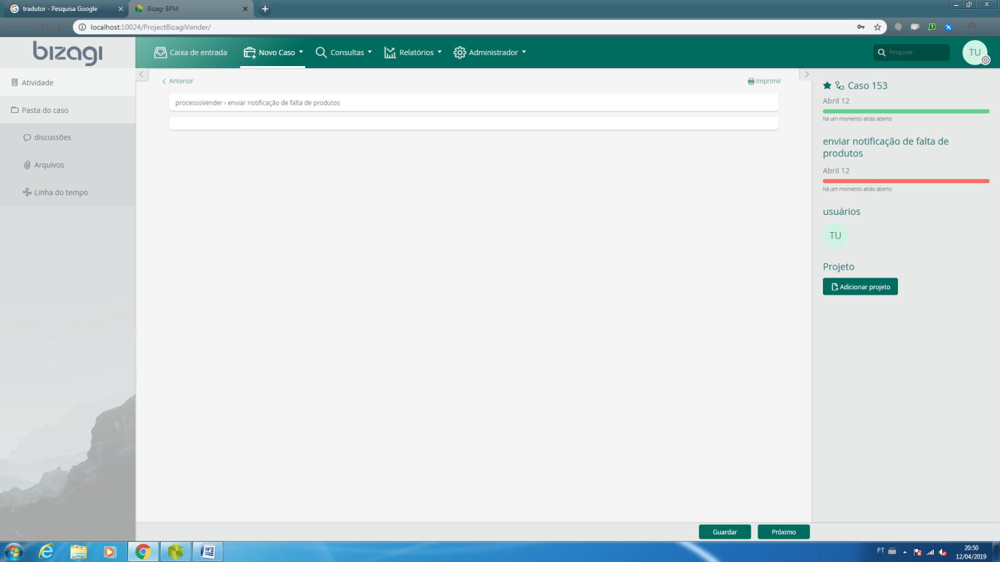 tradutor - Pesquisa Google
Bizagi BPM
localhost:10024/ProjectBizagiVender/
bizagi
Caixa de entrada
Novo Caso
Consultas
Relatórios
Administrador
Pesquisar
TU
Atividade
Pasta do caso
discussões
Arquivos
Linha do tempo
Anterior
Imprimir
processoVender › enviar notificação de falta de produtos
Caso 153
Abril 12
há um momento atrás aberto
enviar notificação de falta de
produtos
Abril 12
há um momento atrás aberto
usuários
TU
Projeto
Adicionar projeto
Guardar
Próximo
PT
20:50
12/04/2019